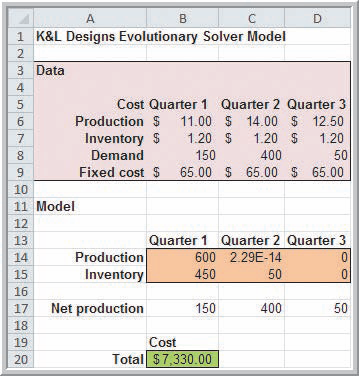 A B C D
1 K&L Designs Evolutionary Solver Model
2
3 Data
4
5 Cost Quarter 1 Quarter 2 Quarter 3
6 Production $ 11.00 $ 14.00 $ 12.50
7 Inventory $ 1.20 $ 1.20 $ 1.20
8 Demand 150 400 50
9 Fixed cost $ 65.00 $ 65.00 $ 65.00
10
11 Model
12
13 Quarter 1 Quarter 2 Quarter 3
14 Production 600 2.29E-14 0
15 Inventory 450 50 0
16
17 Net production 150 400 50
18
19 Cost
20 Total $7,330.00